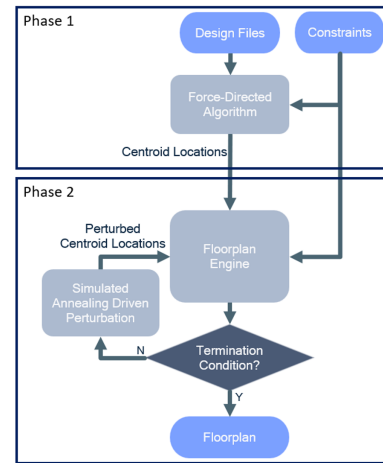 Phase 1
Design Files
Constraints
Force-Directed
Algorithm
Centroid Locations
Phase 2
Perturbed
Centroid Locations
Floorplan
Engine
Simulated
Annealing Driven
Perturbation
Termination
Condition?
N
Y
Floorplan